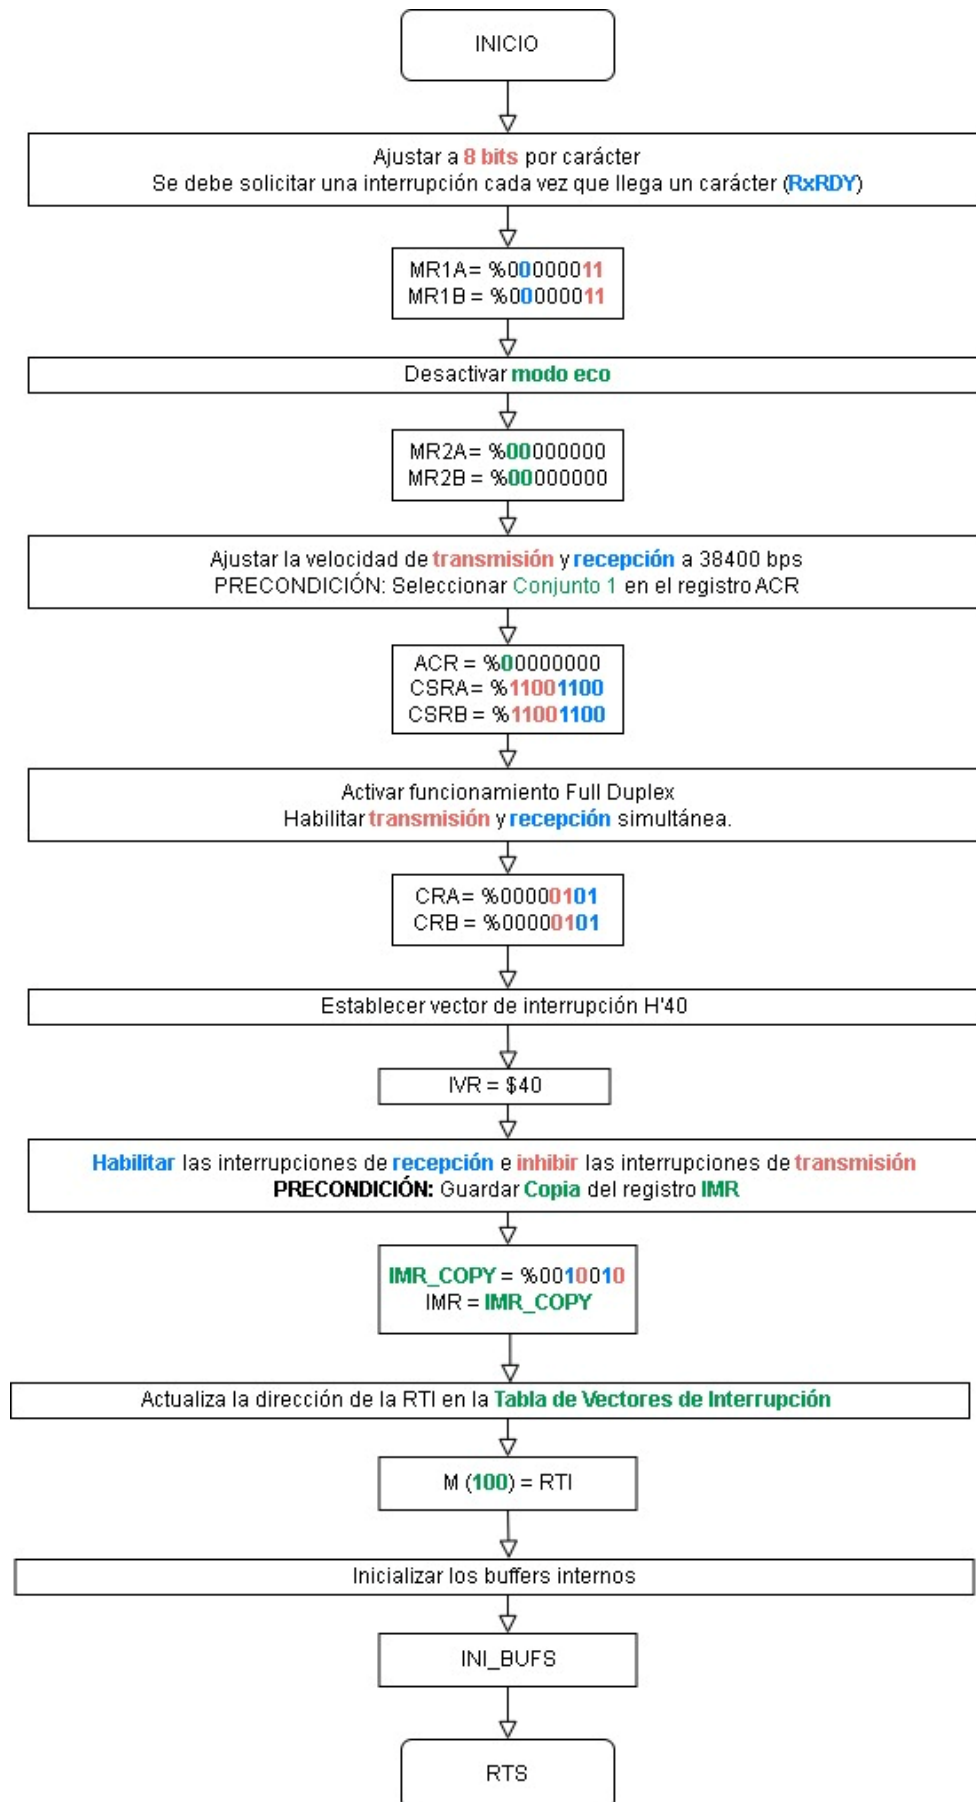 INICIO
Ajustar a 8 bits por carácter
Se debe solicitar una interrupción cada vez que llega un carácter (RxRDY)
MR1A= %00000011
MR1B = %00000011
Desactivar modo eco
MR2A= %00000000
MR2B = %00000000
Ajustar la velocidad de transmisión y recepción a 38400 bps
PRECONDICIÓN: Seleccionar Conjunto 1 en el registro ACR
ACR = %00000000
CSRA= %11001100
CSRB = %11001100
Activar funcionamiento Full Duplex
Habilitar transmisión y recepción simultánea.
CRA= %00000101
CRB = %00000101
Establecer vector de interrupción H'40
IVR = $40
Habilitar las interrupciones de recepción e inhibir las interrupciones de transmisión
PRECONDICIÓN: Guardar Copia del registro IMR
IMR_COPY = %00100010
IMR = IMR_COPY
Actualiza la dirección de la RTI en la Tabla de Vectores de Interrupción
M (100) = RTI
Inicializar los buffers internos
INI_BUFS
RTS